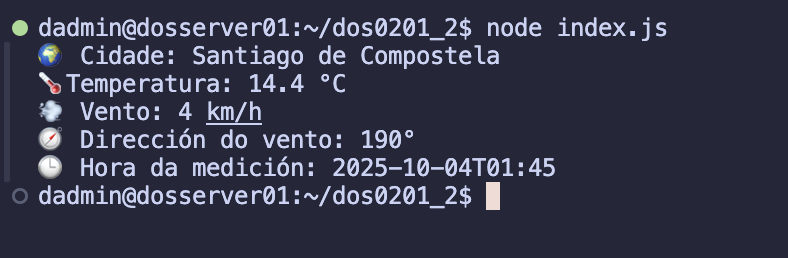 dadmin@dosserver01:~/dos0201_2$ node index.js
🌍 Cidade: Santiago de Compostela
🌡️Temperatura: 14.4 °C
💨 Vento: 4 km/h
🧭 Dirección do vento: 190°
🕒 Hora da medición: 2025-10-04T01:45
dadmin@dosserver01:~/dos0201_2$